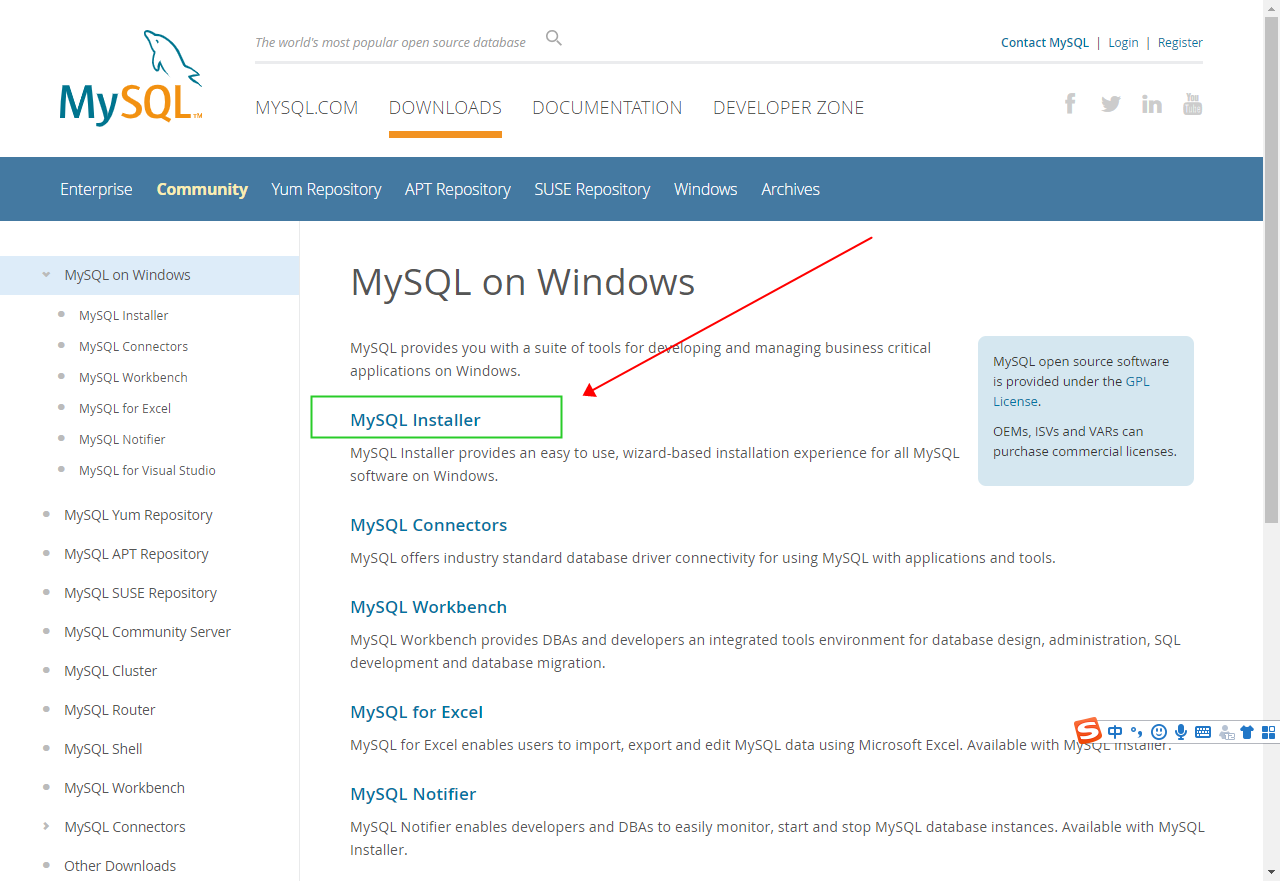 The world's most popular open source database
Contact MySQL | Login | Register
MySQL™
MYSQL.COM DOWNLOADS DOCUMENTATION DEVELOPER ZONE
You Tube
Enterprise Community Yum Repository APT Repository SUSE Repository Windows Archives
MySQL on Windows
MySQL Installer
MySQL Connectors
MySQL Workbench
MySQL for Excel
MySQL Notifier
MySQL for Visual Studio
MySQL Yum Repository
MySQL APT Repository
MySQL SUSE Repository
MySQL Community Server
MySQL Cluster
MySQL Router
MySQL Shell
MySQL Workbench
MySQL Connectors
Other Downloads
MySQL on Windows
MySQL provides you with a suite of tools for developing and managing business critical
applications on Windows.
MySQL Installer
MySQL Installer provides an easy to use, wizard-based installation experience for all MySQL
software on Windows.
MySQL Connectors
MySQL offers industry standard database driver connectivity for using MySQL with applications and tools.
MySQL Workbench
MySQL Workbench provides DBAs and developers an integrated tools environment for database design, administration, SQL
development and database migration.
MySQL for Excel
MySQL for Excel enables users to import, export and edit MySQL data using Microsoft Excel. Available with MySQL Installer.
MySQL Notifier
MySQL Notifier enables developers and DBAs to easily monitor, start and stop MySQL database instances. Available with MySQL
Installer.
MySQL open source software
is provided under the GPL
License.
OEMs, ISVs and VARs can
purchase commercial licenses.
S 中